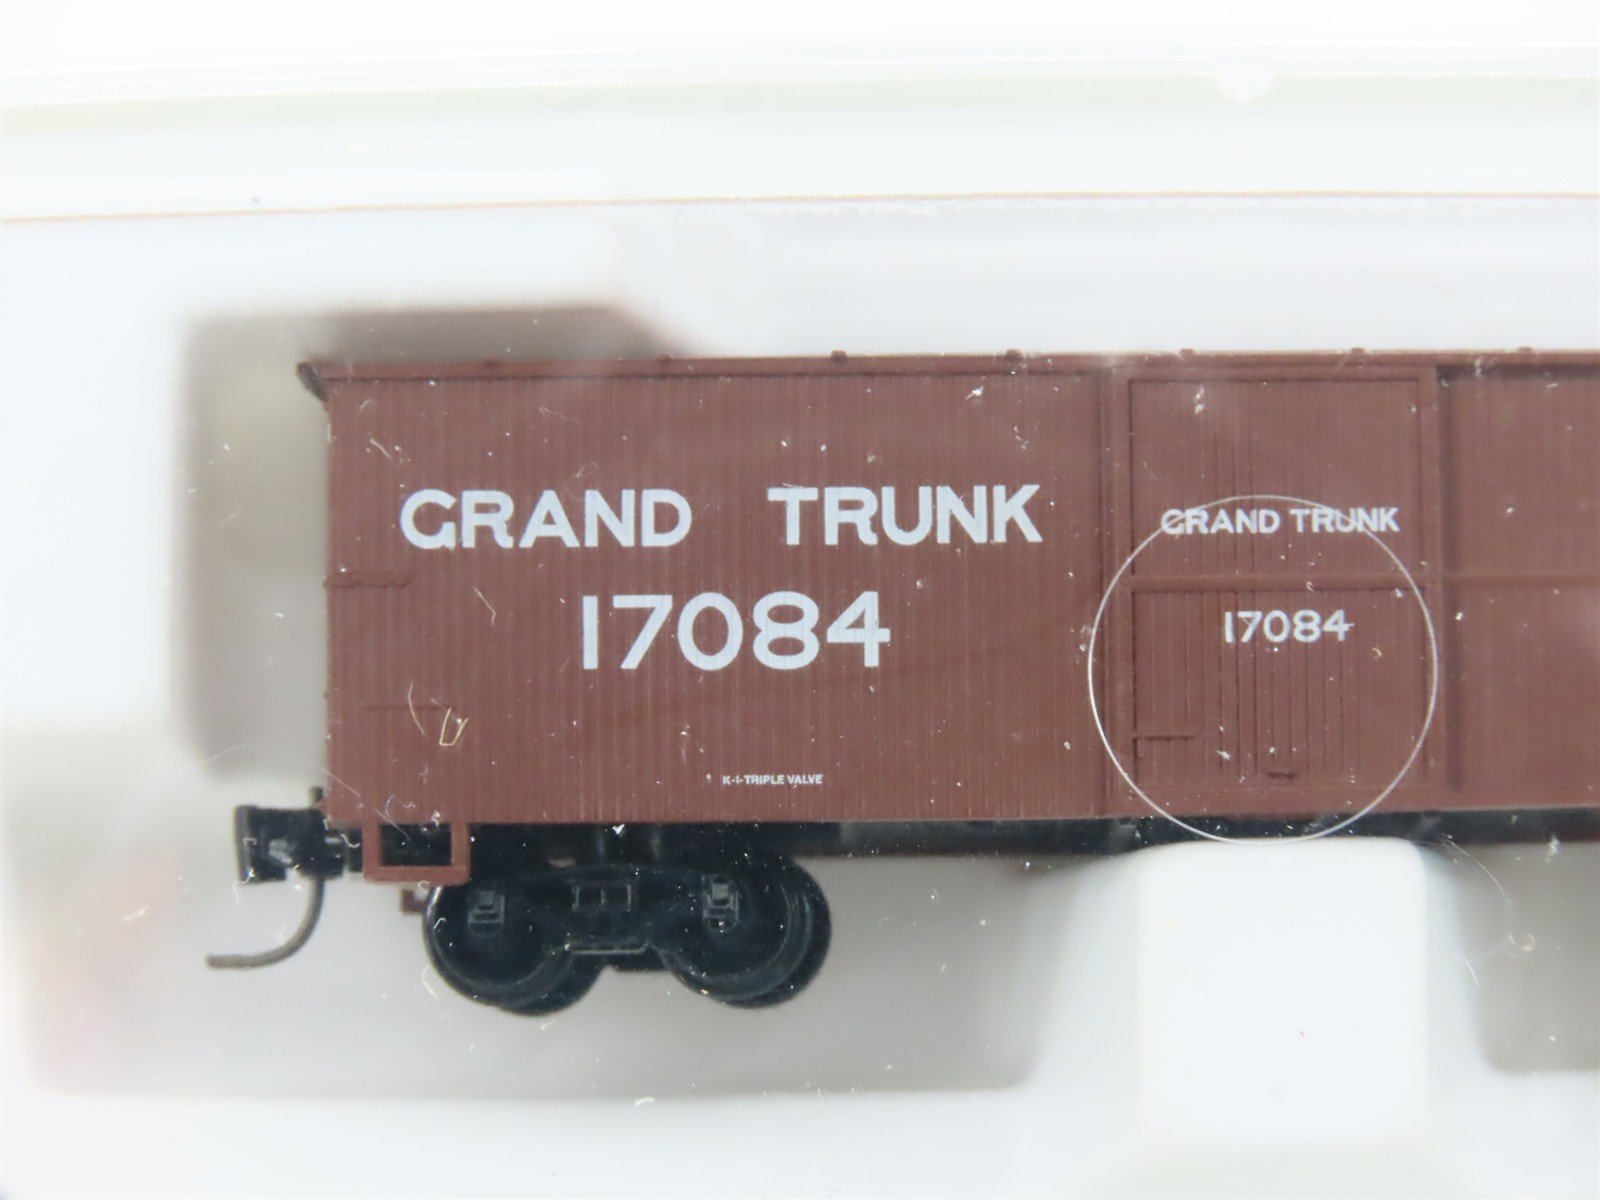 GRAND TRUNK
17084
K-I-TRIPLE VALVE
GRAND TRUNK
17084